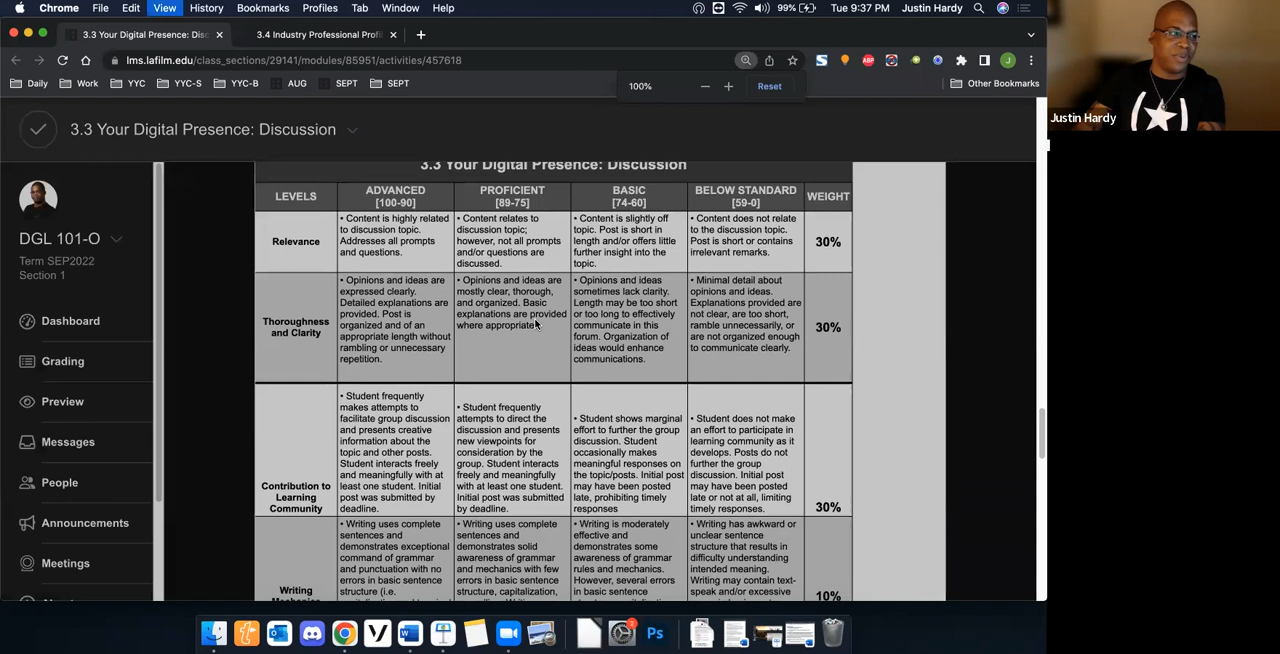 Chrome File Edit View History Bookmarks Profiles Tab Window Help 99% Tue 9:37 PM Justin Hardy
3.3 Your Digital Presence: Disc × 3.4 Industry Professional Profi × +
lms.lafilm.edu/class_sections/29141/modules/85951/activities/457618
Daily Work YYC YYC-S YYC-B AUG SEPT SEPT Other Bookmarks
100% − + Reset
3.3 Your Digital Presence: Discussion
DGL 101-O
Term SEP2022
Section 1
Dashboard
Grading
Preview
Messages
People
Announcements
Meetings
3.3 Your Digital Presence: Discussion
LEVELS
ADVANCED
[100-90]
PROFICIENT
[89-75]
BASIC
[74-60]
BELOW STANDARD
[59-0]
WEIGHT
Relevance
• Content is highly related
to discussion topic.
Addresses all prompts
and questions.
• Content relates to
discussion topic;
however, not all prompts
and/or questions are
discussed.
• Content is slightly off
topic. Post is short in
length and/or offers little
further insight into the
topic.
• Content does not relate
to the discussion topic.
Post is short or contains
irrelevant remarks.
30%
Thoroughness
and Clarity
• Opinions and ideas are
expressed clearly.
Detailed explanations are
provided. Post is
organized and of an
appropriate length without
rambling or unnecessary
repetition.
• Opinions and ideas are
mostly clear, thorough,
and organized. Basic
explanations are provided
where appropriate.
• Opinions and ideas
sometimes lack clarity.
Length may be too short
or too long to effectively
communicate in this
forum. Organization of
ideas would enhance
communications.
• Minimal detail about
opinions and ideas.
Explanations provided are
not clear, are too short,
ramble unnecessarily, or
are not organized enough
to communicate clearly.
30%
Contribution to
Learning
Community
• Student frequently
makes attempts to
facilitate group discussion
and presents creative
information about the
topic and other posts.
Student interacts freely
and meaningfully with at
least one student. Initial
post was submitted by
deadline.
• Student frequently
attempts to direct the
discussion and presents
new viewpoints for
consideration by the
group. Student interacts
freely and meaningfully
with at least one student.
Initial post was submitted
by deadline.
• Student shows marginal
effort to further the group
discussion. Student
occasionally makes
meaningful responses on
the topic/posts. Initial post
may have been posted
late, prohibiting timely
responses
• Student does not make
an effort to participate in
learning community as it
develops. Posts do not
further the group
discussion. Initial post
may have been posted
late or not at all, limiting
timely responses.
30%
Writing
• Writing uses complete
sentences and
demonstrates exceptional
command of grammar
and punctuation with no
errors in basic sentence
structure (i.e.
• Writing uses complete
sentences and
demonstrates solid
awareness of grammar
and mechanics with few
errors in basic sentence
structure, capitalization,
• Writing is moderately
effective and
demonstrates some
awareness of grammar
rules and mechanics.
However, several errors
in basic sentence
• Writing has awkward or
unclear sentence
structure that results in
difficulty understanding
intended meaning.
Writing may contain text-
speak and/or excessive
10%
Justin Hardy